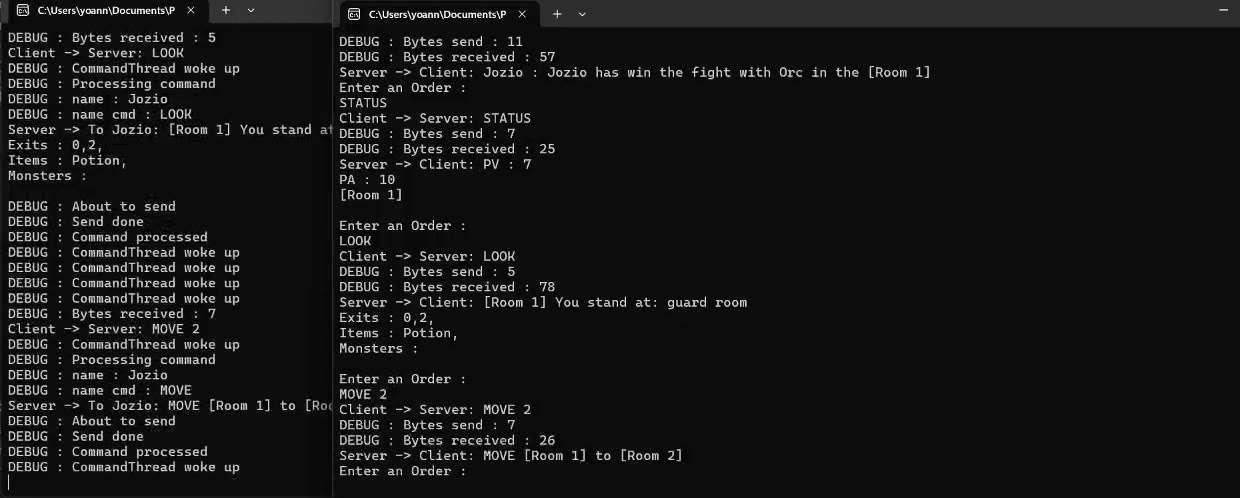 C:\Users\yoann\Documents\P
DEBUG : Bytes received : 5
Client -> Server: LOOK
DEBUG : CommandThread woke up
DEBUG : Processing command
DEBUG : name : Jozio
DEBUG : name cmd : LOOK
Server -> To Jozio: [Room 1] You stand at
Exits : 0,2,
Items : Potion,
Monsters :
DEBUG : About to send
DEBUG : Send done
DEBUG : Command processed
DEBUG : CommandThread woke up
DEBUG : CommandThread woke up
DEBUG : CommandThread woke up
DEBUG : CommandThread woke up
DEBUG : Bytes received : 7
Client -> Server: MOVE 2
DEBUG : CommandThread woke up
DEBUG : Processing command
DEBUG : name : Jozio
DEBUG : name cmd : MOVE
Server -> To Jozio: MOVE [Room 1] to [Roo
DEBUG : About to send
DEBUG : Send done
DEBUG : Command processed
DEBUG : CommandThread woke up
C:\Users\yoann\Documents\P
DEBUG : Bytes send : 11
DEBUG : Bytes received : 57
Server -> Client: Jozio : Jozio has win the fight with Orc in the [Room 1]
Enter an Order :
STATUS
Client -> Server: STATUS
DEBUG : Bytes send : 7
DEBUG : Bytes received : 25
Server -> Client: PV : 7
PA : 10
[Room 1]
Enter an Order :
LOOK
Client -> Server: LOOK
DEBUG : Bytes send : 5
DEBUG : Bytes received : 78
Server -> Client: [Room 1] You stand at: guard room
Exits : 0,2,
Items : Potion,
Monsters :
Enter an Order :
MOVE 2
Client -> Server: MOVE 2
DEBUG : Bytes send : 7
DEBUG : Bytes received : 26
Server -> Client: MOVE [Room 1] to [Room 2]
Enter an Order :